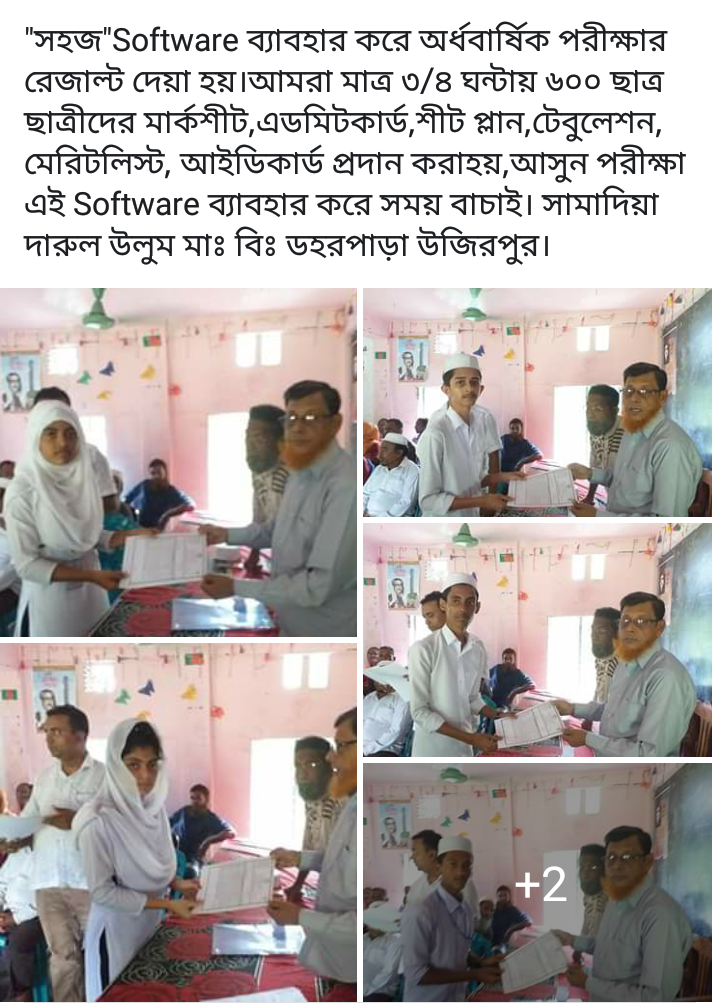 "সহজ"Software ব্যাবহার করে অর্ধবার্ষিক পরীক্ষার
রেজাল্ট দেয়া হয়।আমরা মাত্র ৩/৪ ঘন্টায় ৬০০ ছাত্র
ছাত্রীদের মার্কশীট,এডমিটকার্ড,শীট প্লান,টেবুলেশন,
মেরিটলিস্ট, আইডিকার্ড প্রদান করাহয়,আসুন পরীক্ষা
এই Software ব্যাবহার করে সময় বাচাই। সামাদিয়া
দারুল উলুম মাঃ বিঃ ডহরপাড়া উজিরপুর।
+2